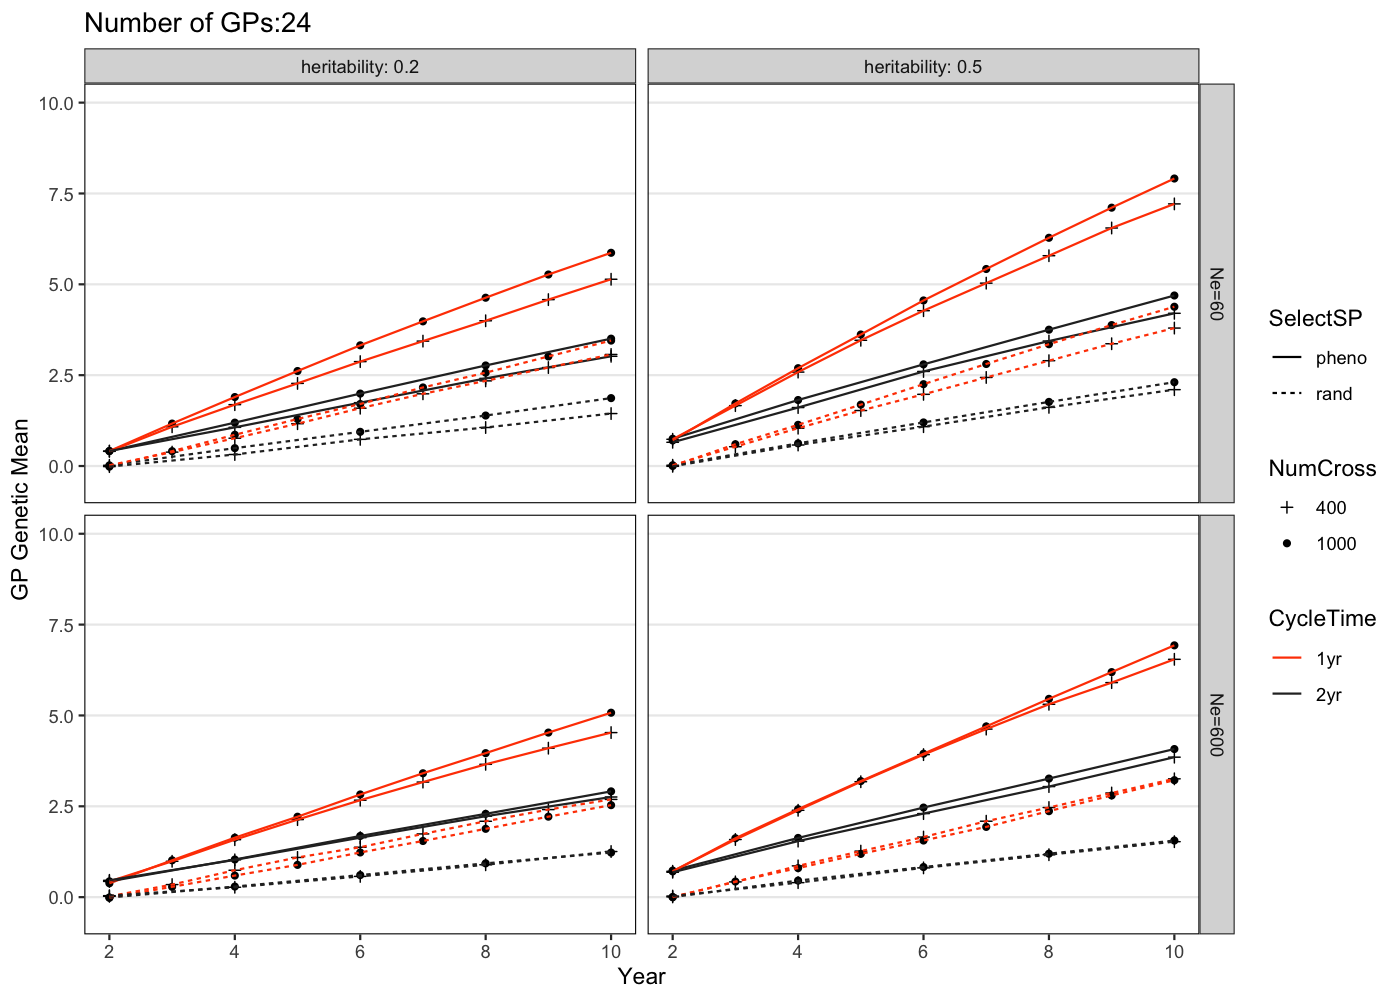 Number of GPs:24
heritability: 0.2
heritability: 0.5
10.0
7.5
5.0
2.5
0.0
Ne=60
10.0
7.5
5.0
2.5
0.0
Ne=600
2
4
6
8
10
2
4
6
8
10
Year
GP Genetic Mean
SelectSP
pheno
rand
NumCross
400
1000
CycleTime
1yr
2yr